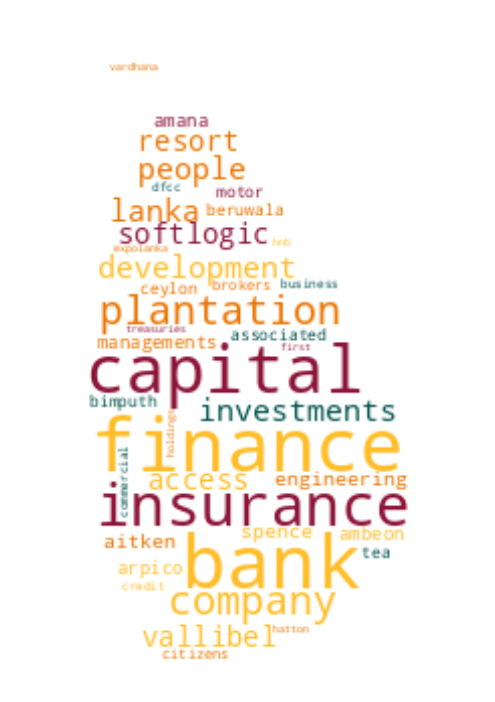 vardhana
amana
resort
people
dfcc
motor
lanka beruwala
softlogic
hnb
expolanka
development
ceylon brokers business
plantation
treasuries
associated
managements
first
capital
bimputh
investments
holdings
finance
commercial
access engineering
insurance
spence ambeon
aitken
tea
bank
arpico
credit
company
hatton
vallibel
citizens